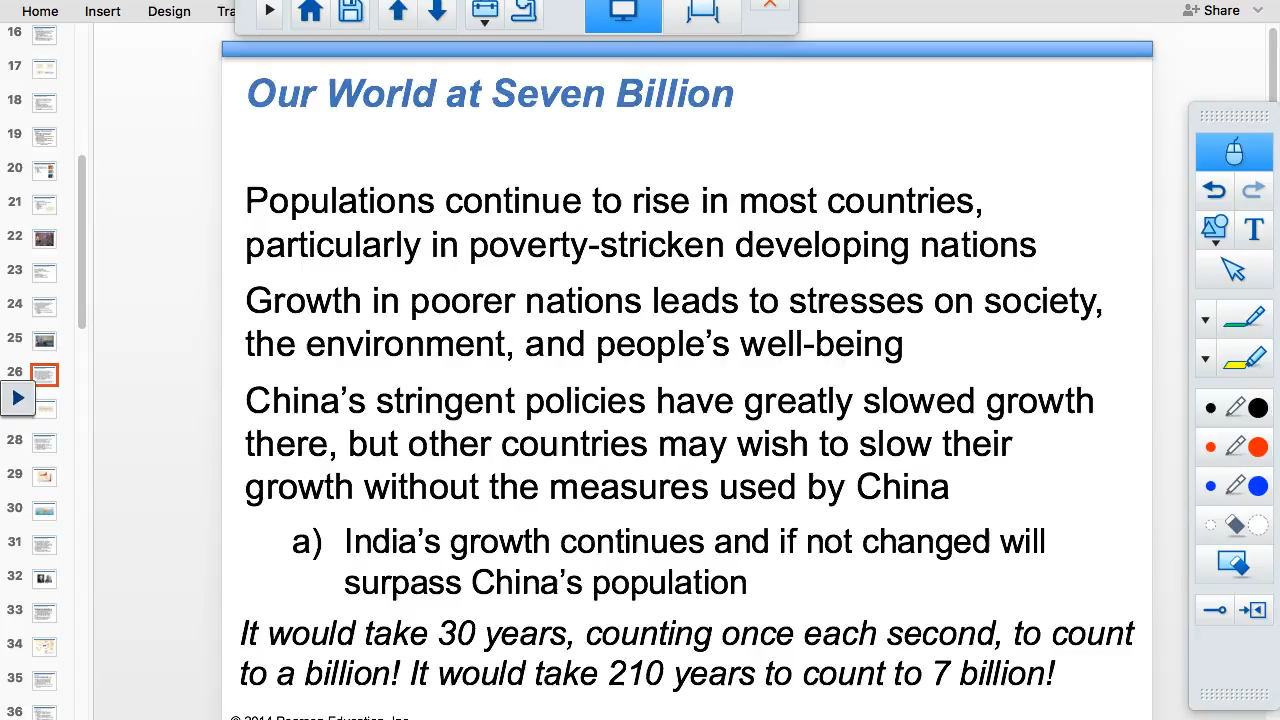 Home Insert Design
Share
16
17
18
19
20
21
22
23
24
25
26
28
29
30
31
32
33
34
35
36
Our World at Seven Billion
Populations continue to rise in most countries,
particularly in poverty-stricken developing nations
Growth in poorer nations leads to stresses on society,
the environment, and people's well-being
China's stringent policies have greatly slowed growth
there, but other countries may wish to slow their
growth without the measures used by China
a) India's growth continues and if not changed will
surpass China's population
It would take 30 years, counting once each second, to count
to a billion! It would take 210 years to count to 7 billion!
© 2014 Pearson Education, Inc.
T